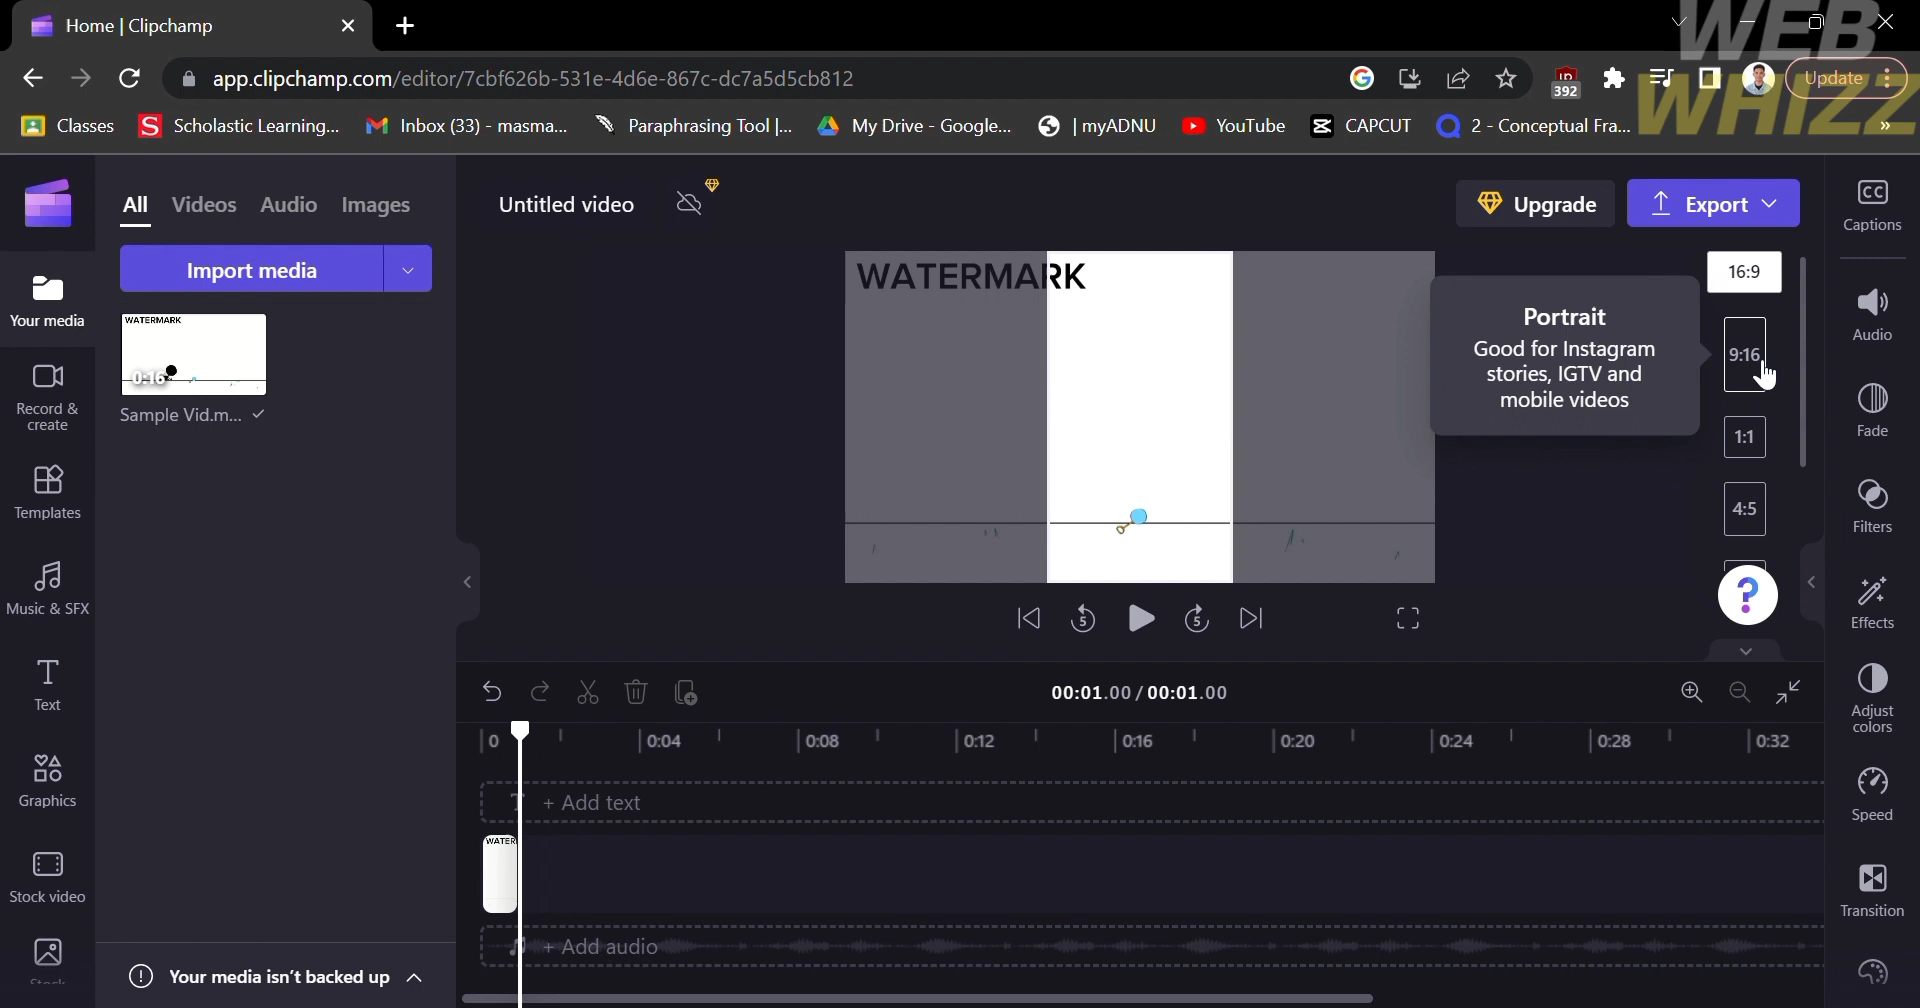 Home | Clipchamp
WEB
WHIZZ
app.clipchamp.com/editor/7cbf626b-531e-4d6e-867c-dc7a5d5cb812
392
Update
Classes
Scholastic Learning...
Inbox (33) - masma...
Paraphrasing Tool |...
My Drive - Google...
| myADNU
YouTube
CAPCUT
2 - Conceptual Fra...
»
All
Videos
Audio
Images
Untitled video
Upgrade
Export
CC
Captions
Import media
Your media
WATERMARK
0:16
Sample Vid.m...
WATERMARK
16:9
Portrait
Good for Instagram
stories, IGTV and
mobile videos
9:16
1:1
4:5
?
Audio
Fade
Filters
Effects
Adjust
colors
Speed
Transition
Record &
create
Templates
Music & SFX
Text
Graphics
Stock video
Stock
5
5
00:01.00 / 00:01.00
0
0:04
0:08
0:12
0:16
0:20
0:24
0:28
0:32
T + Add text
WATER
+ Add audio
Your media isn't backed up